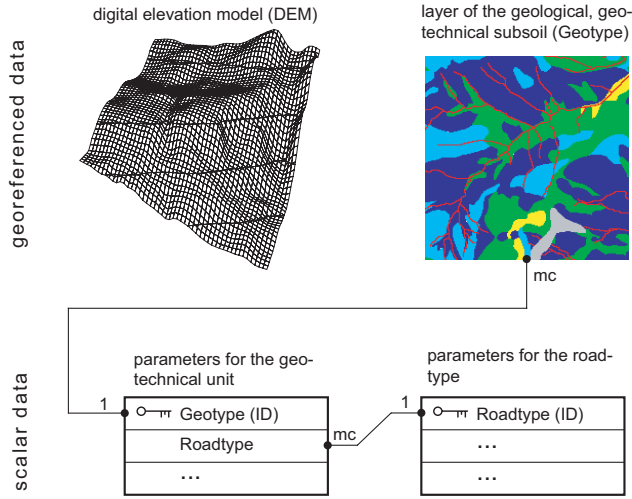 digital elevation model (DEM)
layer of the geological, geo-
technical subsoil (Geotype)
georeferenced data
mc
scalar data
parameters for the geo-
technical unit
1
Geotype (ID)
Roadtype
...
mc
parameters for the road-
type
1
Roadtype (ID)
...
...